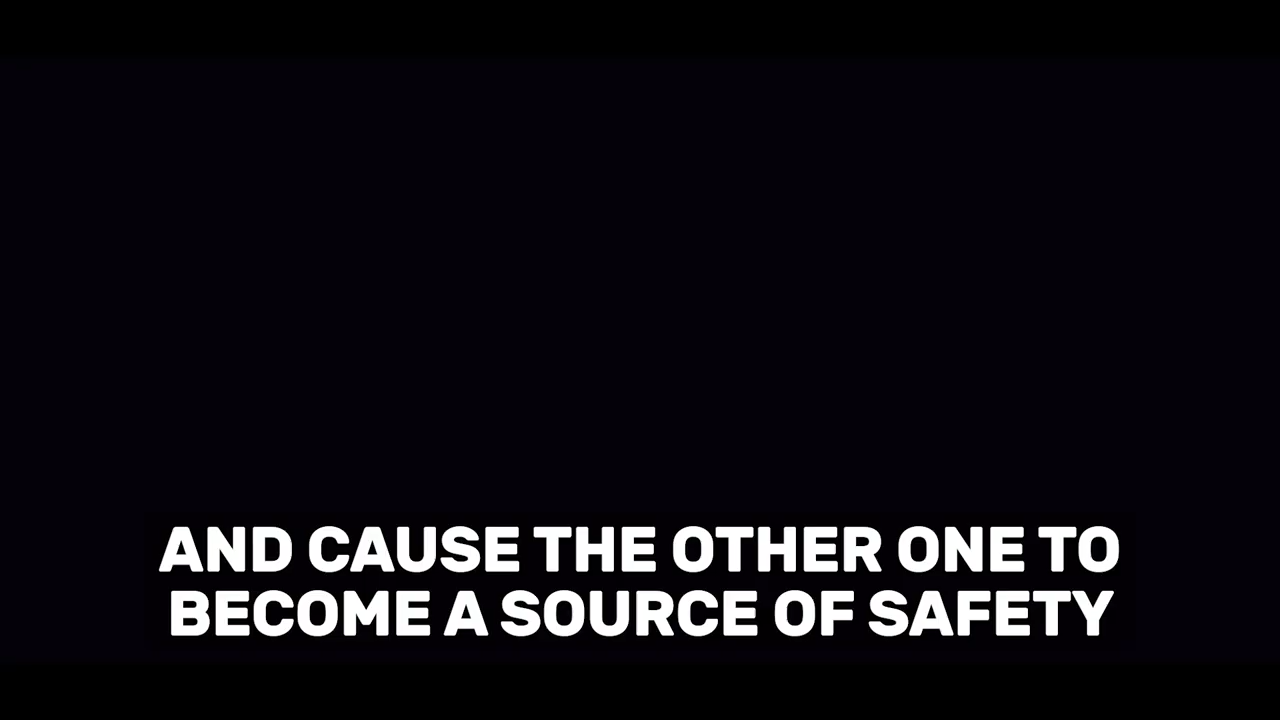 AND CAUSE THE OTHER ONE TO
BECOME A SOURCE OF SAFETY